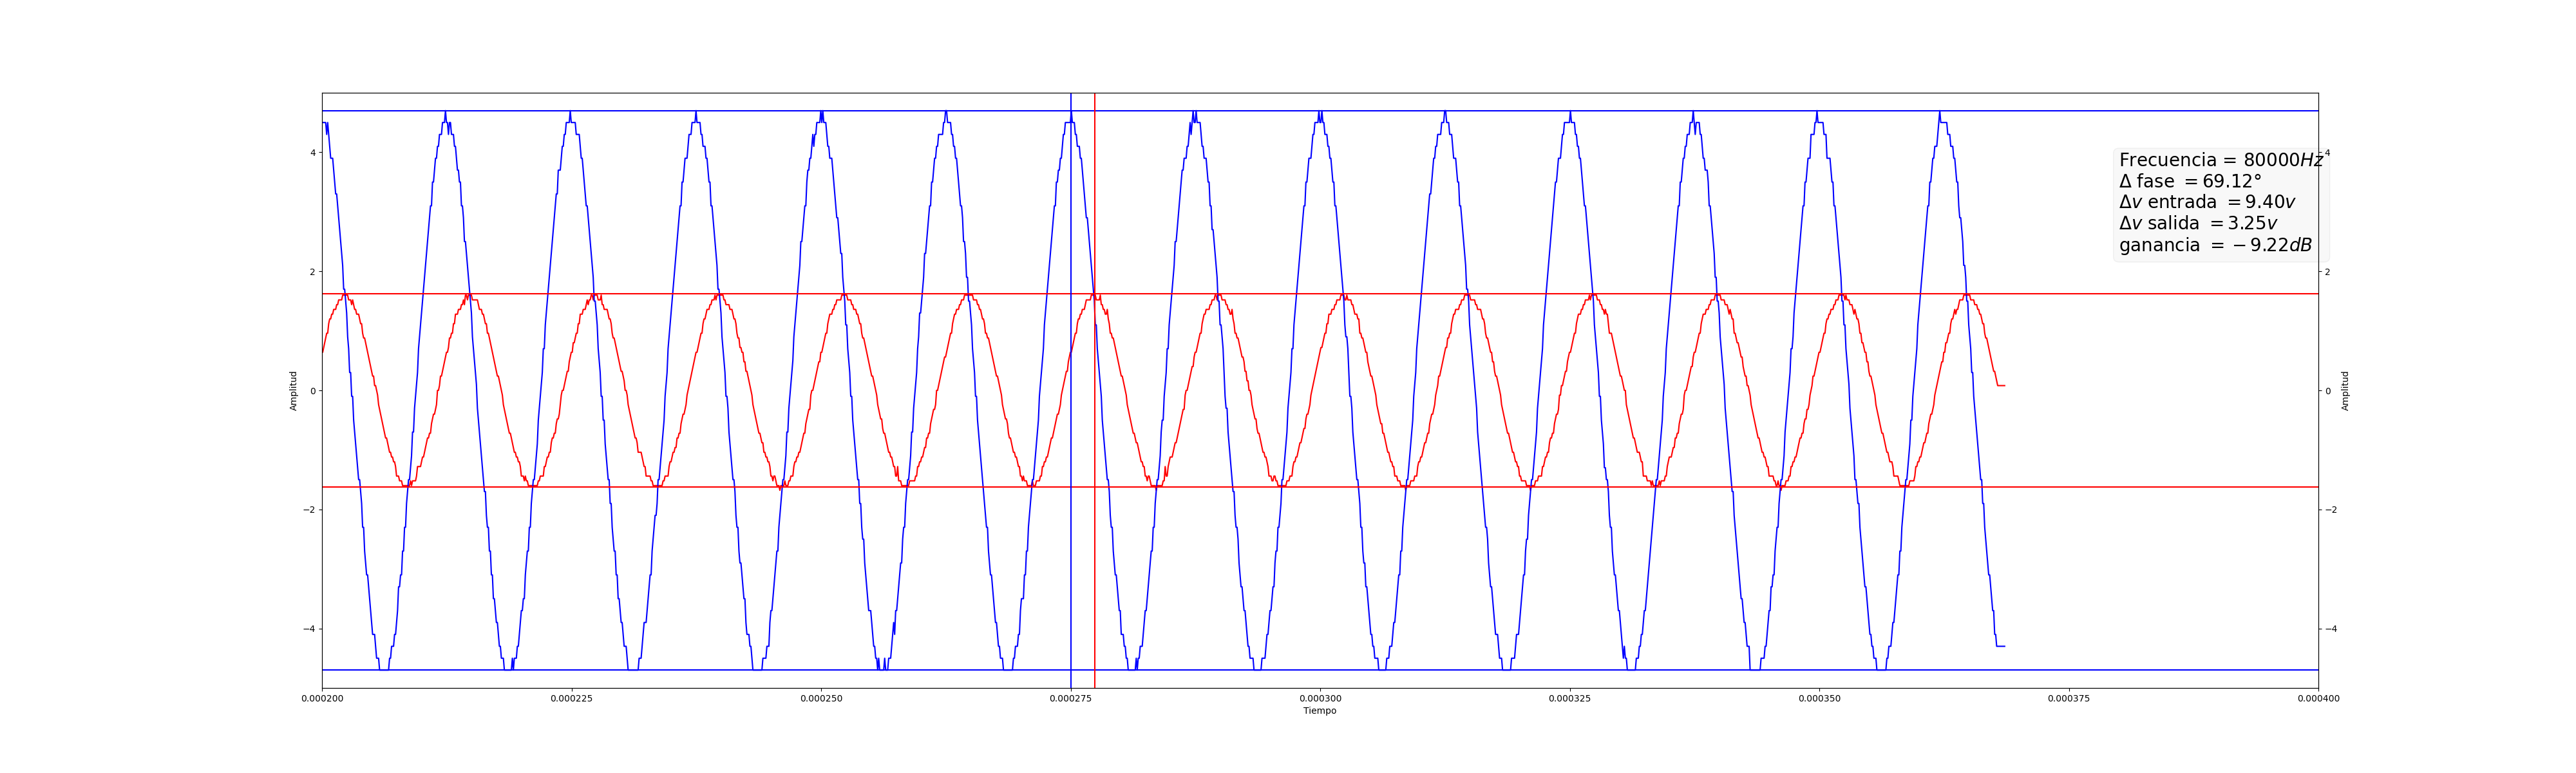 Frecuencia = 80000Hz
Δ fase = 69.12°
Δv entrada = 9.40v
Δv salida = 3.25v
ganancia = −9.22dB
Amplitud
4
2
0
−2
−4
4
2
0
−2
−4
Amplitud
0.000200
0.000225
0.000250
0.000275
0.000300
0.000325
0.000350
0.000375
0.000400
Tiempo